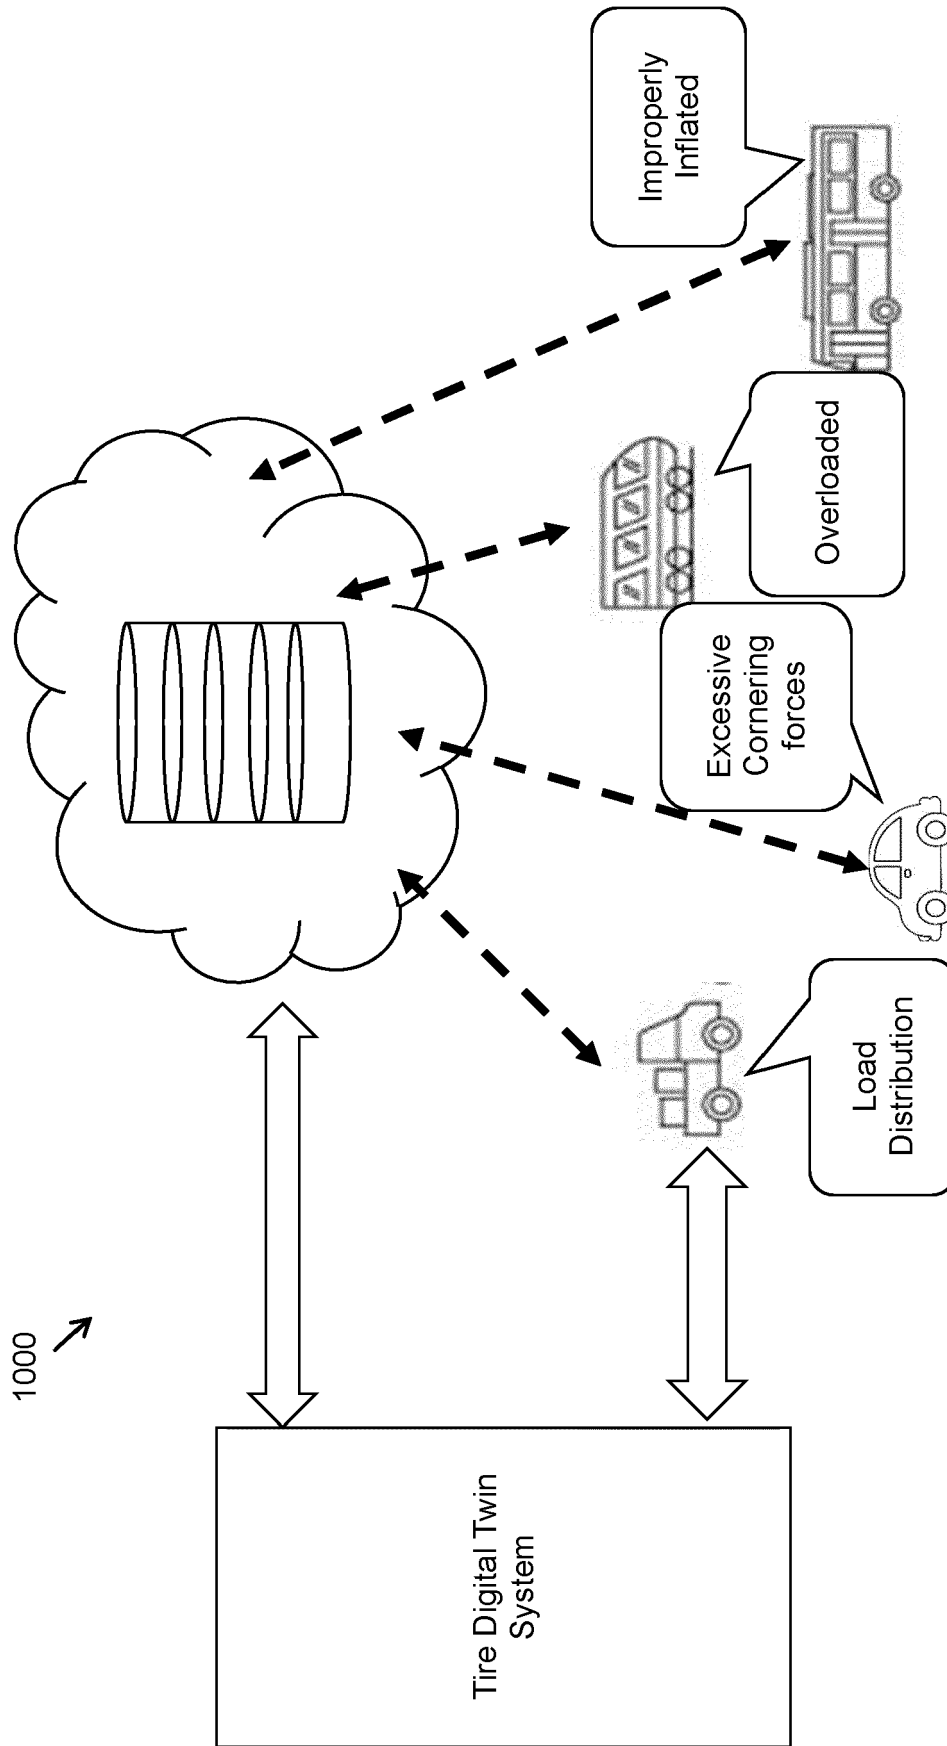 1000
Tire Digital Twin
System
Load
Distribution
Excessive
Cornering
forces
Overloaded
Improperly
Inflated